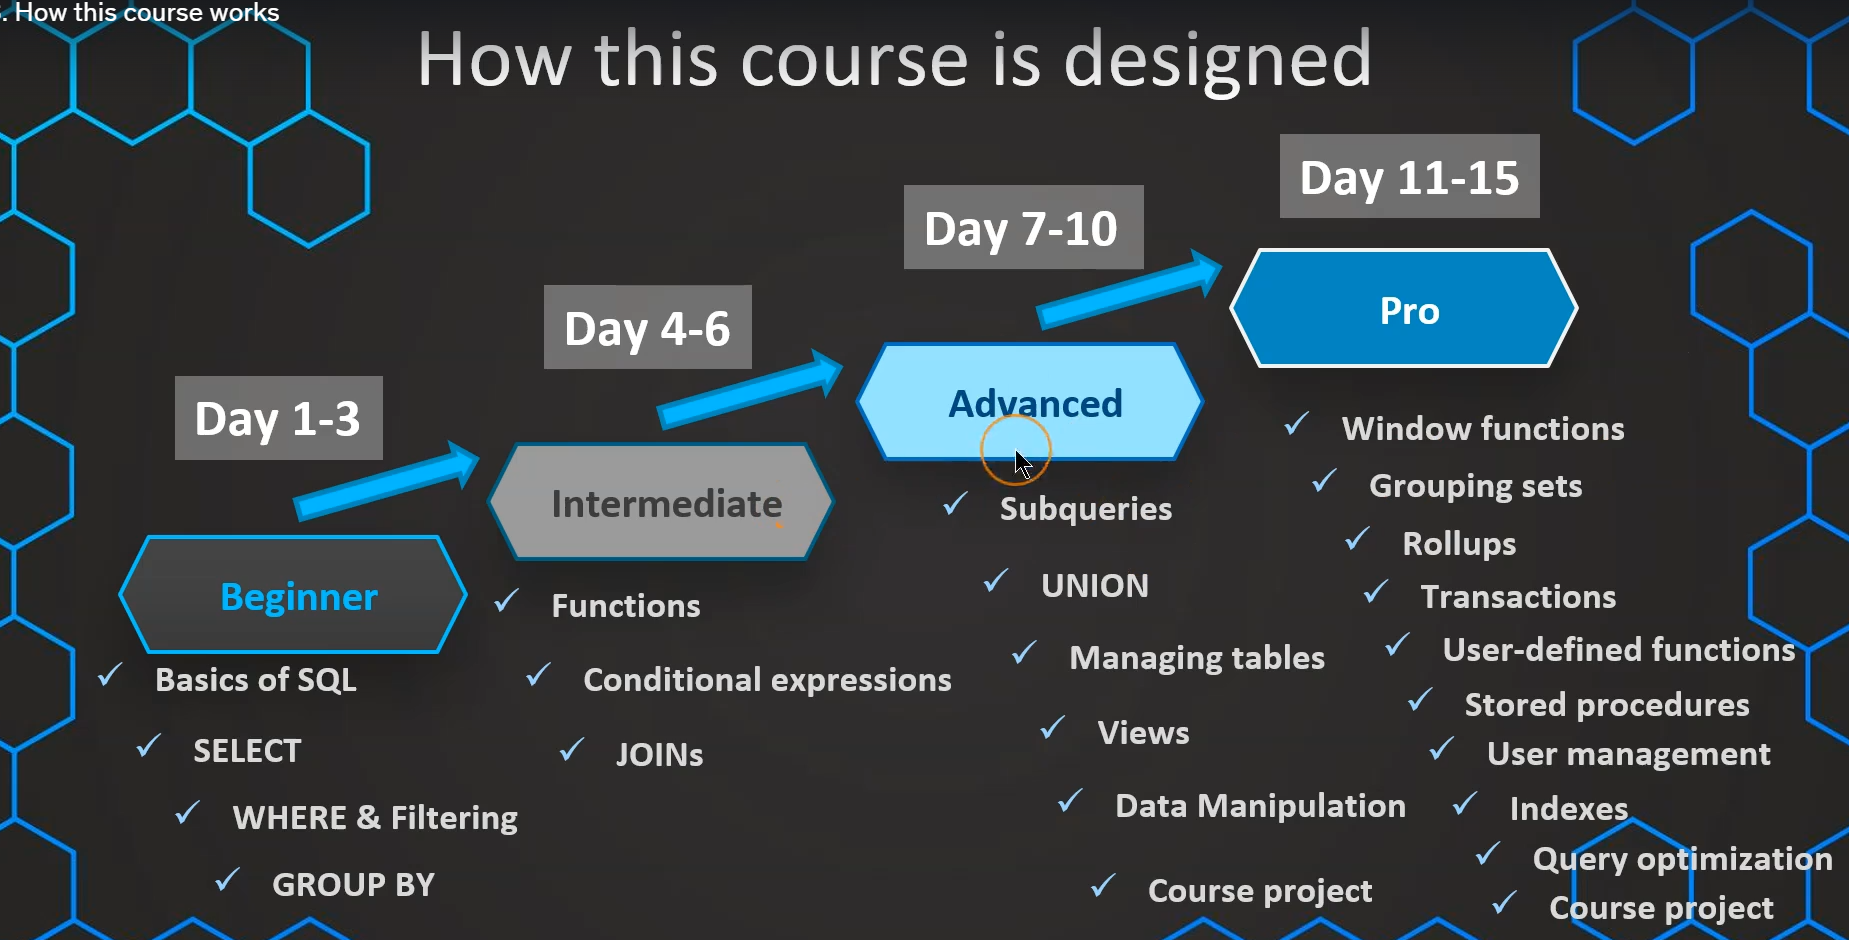 . How this course works
How this course is designed
Day 1-3
Beginner
Basics of SQL
SELECT
WHERE & Filtering
GROUP BY
Day 4-6
Intermediate
Functions
Conditional expressions
JOINs
Day 7-10
Advanced
Subqueries
UNION
Managing tables
Views
Data Manipulation
Course project
Day 11-15
Pro
Window functions
Grouping sets
Rollups
Transactions
User-defined functions
Stored procedures
User management
Indexes
Query optimization
Course project